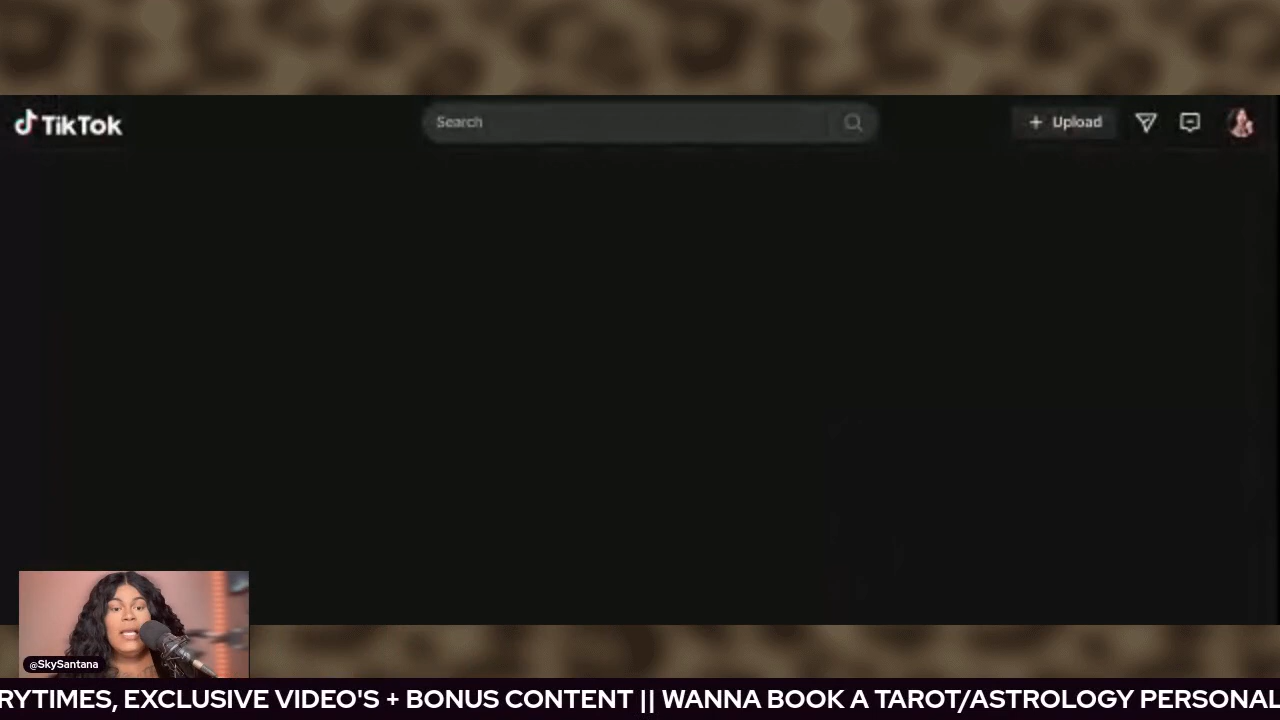 TikTok
Search
Upload
@SkySantana
RYTIMES, EXCLUSIVE VIDEO'S + BONUS CONTENT || WANNA BOOK A TAROT/ASTROLOGY PERSONAL